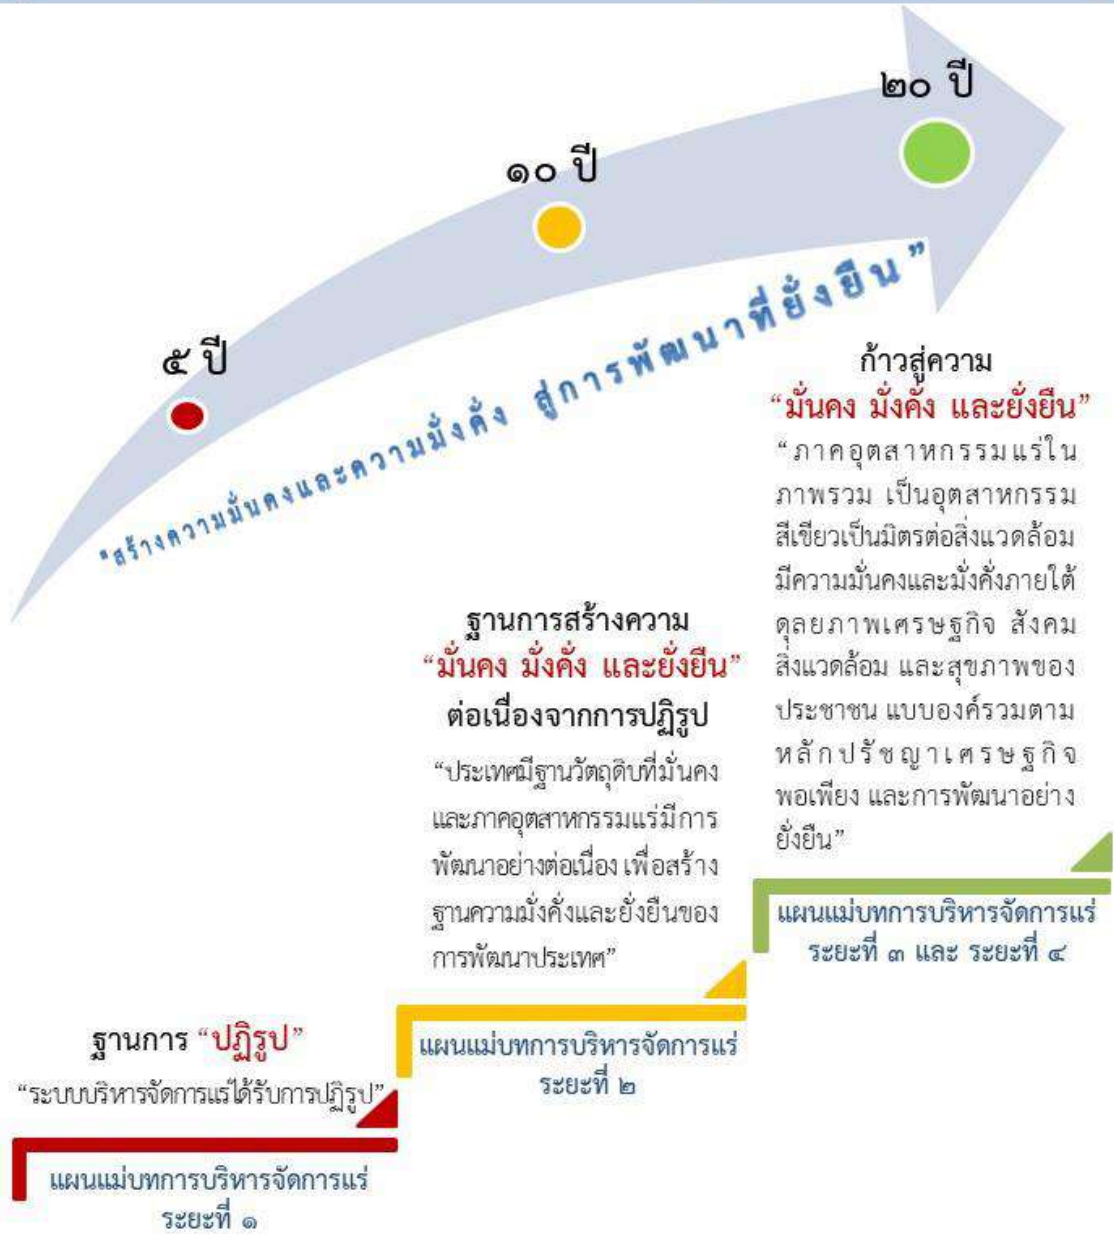 ๒๐ ปี
๑๐ ปี
๕ ปี
"สร้างความมั่นคงและความมั่งคั่ง สู่การพัฒนาที่ยั่งยืน"
ก้าวสู่ความ
“มั่นคง มั่งคั่ง และยั่งยืน”
“ภาคอุตสาหกรรมแร่ใน
ภาพรวม เป็นอุตสาหกรรม
สีเขียวเป็นมิตรต่อสิ่งแวดล้อม
มีความมั่นคงและมั่งคั่งภายใต้
ดุลยภาพเศรษฐกิจ สังคม
สิ่งแวดล้อม และสุขภาพของ
ประชาชน แบบองค์รวมตาม
หลักปรัชญาเศรษฐกิจ
พอเพียง และการพัฒนาอย่าง
ยั่งยืน”
แผนแม่บทการบริหารจัดการแร่
ระยะที่ ๓ และ ระยะที่ ๔
ฐานการสร้างความ
“มั่นคง มั่งคั่ง และยั่งยืน”
ต่อเนื่องจากการปฏิรูป
“ประเทศมีฐานวัตถุดิบที่มั่นคง
และภาคอุตสาหกรรมแร่มีการ
พัฒนาอย่างต่อเนื่อง เพื่อสร้าง
ฐานความมั่งคั่งและยั่งยืนของ
การพัฒนาประเทศ”
แผนแม่บทการบริหารจัดการแร่
ระยะที่ ๒
ฐานการ “ปฏิรูป”
“ระบบบริหารจัดการแร่ได้รับการปฏิรูป”
แผนแม่บทการบริหารจัดการแร่
ระยะที่ ๑